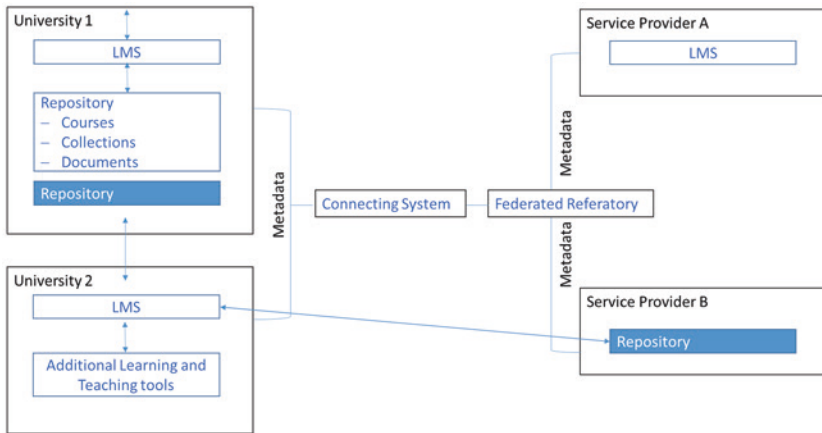 University 1
LMS
Repository
– Courses
– Collections
– Documents
Repository
University 2
LMS
Additional Learning and
Teaching tools
Metadata
Connecting System
Federated Referatory
Metadata
Metadata
Service Provider A
LMS
Service Provider B
Repository